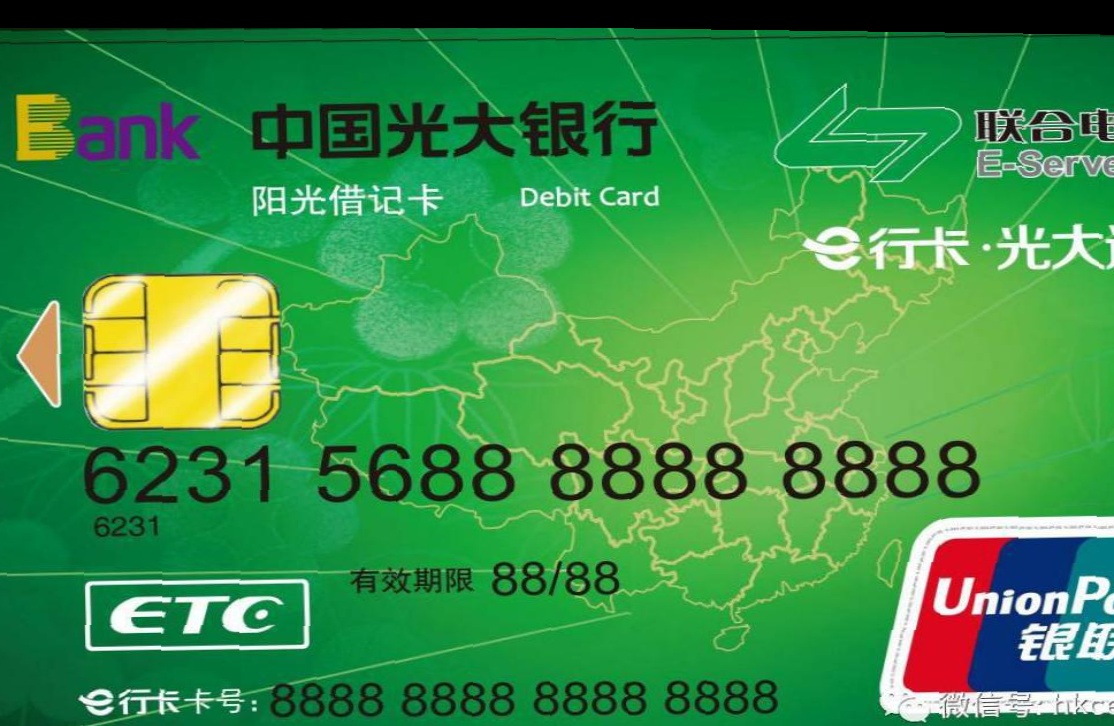 Bank 中国光大银行 联合电
E-Serve
阳光借记卡 Debit Card
e行卡·光大
6231 5688 8888 8888
6231
有效期限 88/88
ETC
UnionP
银联
e行卡卡号: 8888 8888 8888 8888
微信号: hkc